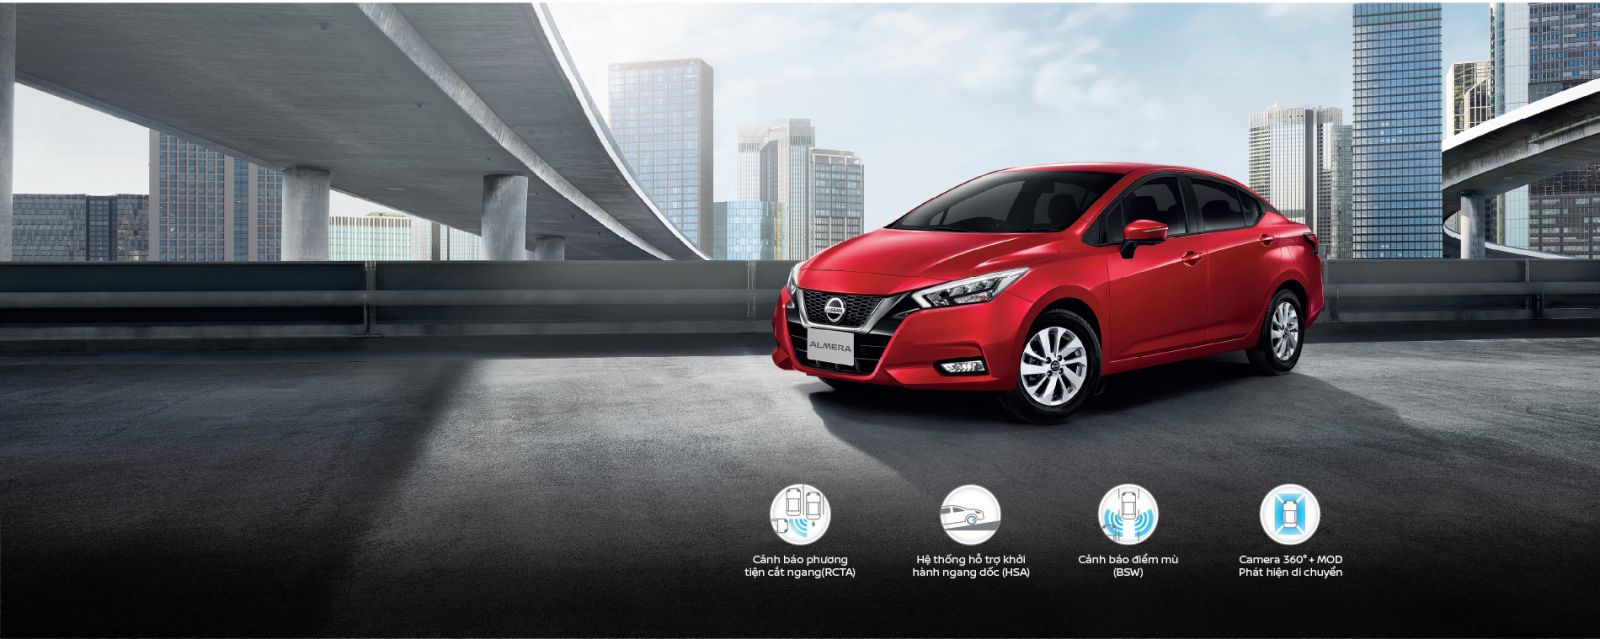 NISSAN
ALMERA
Cảnh báo phương
tiện cắt ngang(RCTA)
Hệ thống hỗ trợ khởi
hành ngang dốc (HSA)
Cảnh báo điểm mù
(BSW)
Camera 360° + MOD
Phát hiện di chuyển